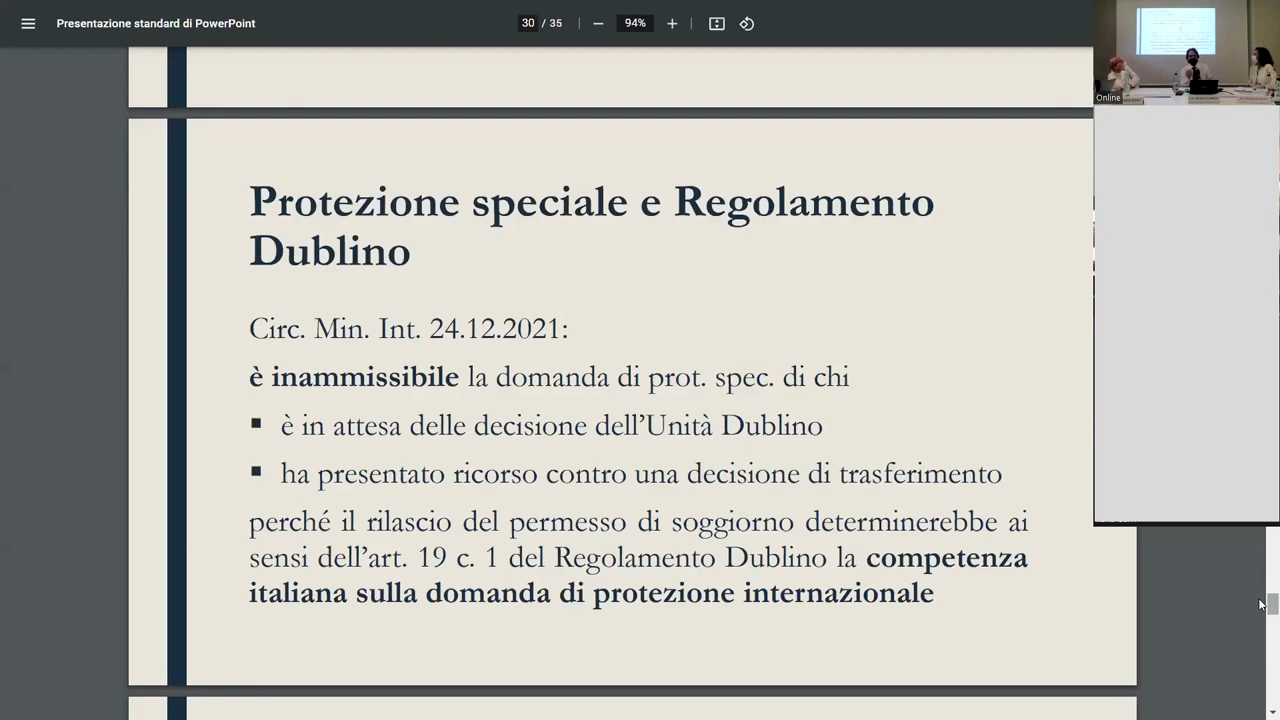 Presentazione standard di PowerPoint
30 / 35
94%
Online
Protezione speciale e Regolamento
Dublino
Circ. Min. Int. 24.12.2021:
è inammissibile la domanda di prot. spec. di chi
▪ è in attesa delle decisione dell'Unità Dublino
▪ ha presentato ricorso contro una decisione di trasferimento
perché il rilascio del permesso di soggiorno determinerebbe ai
sensi dell'art. 19 c. 1 del Regolamento Dublino la competenza
italiana sulla domanda di protezione internazionale